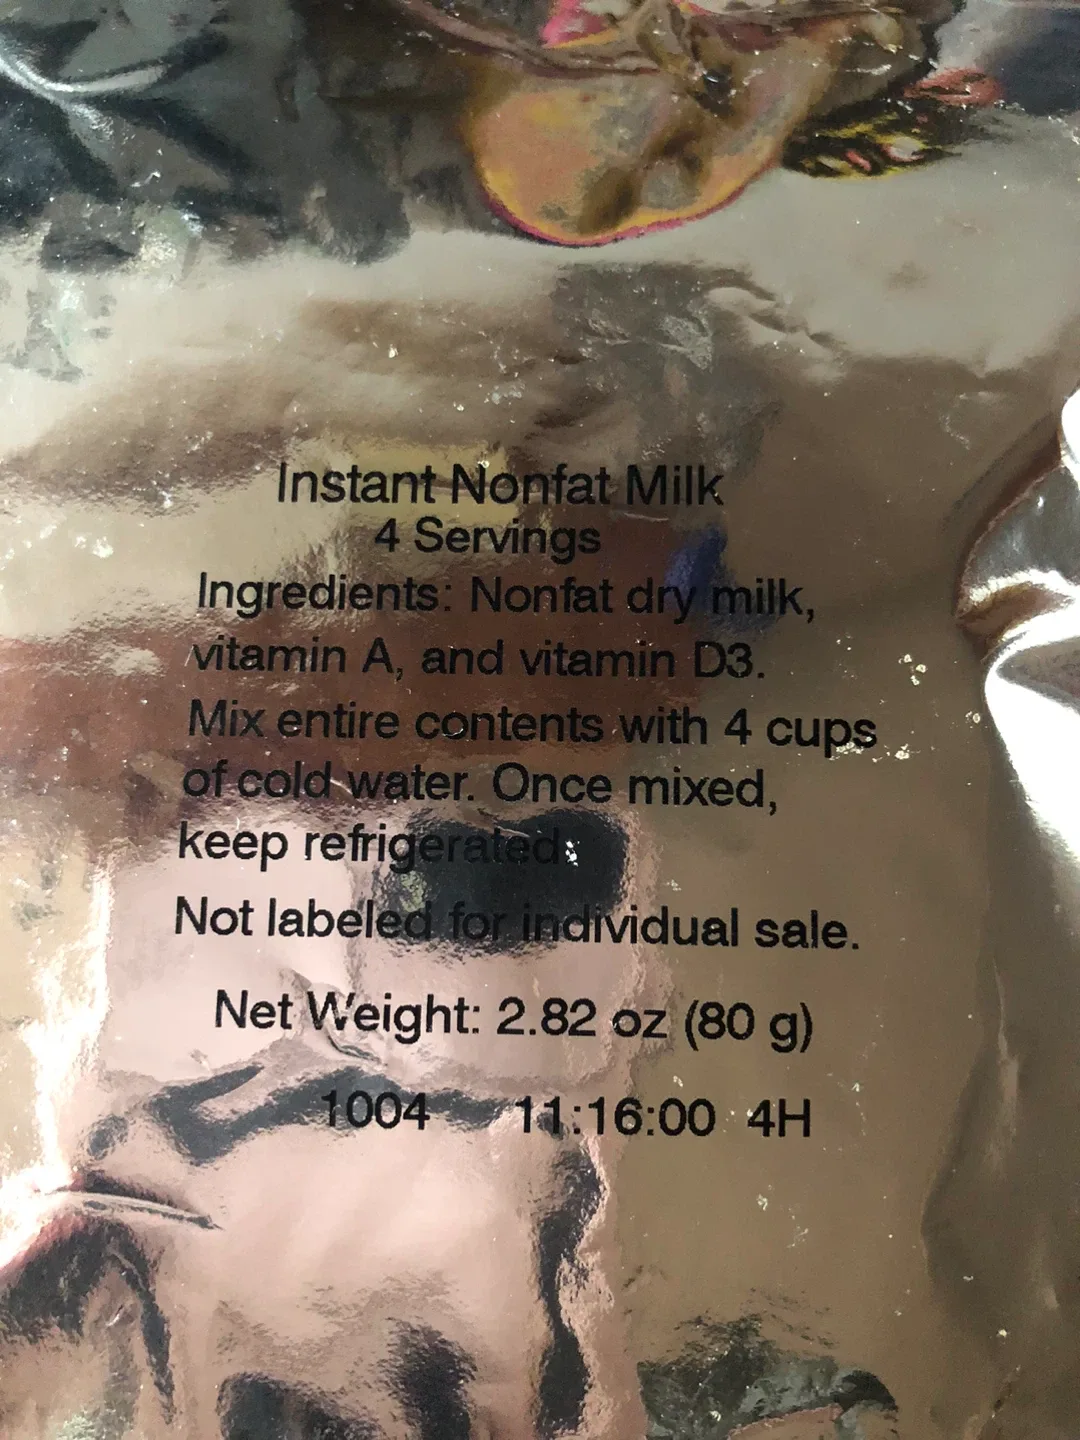 Instant Nonfat Milk
4 Servings
Ingredients: Nonfat dry milk,
vitamin A, and vitamin D3.
Mix entire contents with 4 cups
of cold water. Once mixed,
keep refrigerated.
Not labeled for individual sale.
Net Weight: 2.82 oz (80 g)
1004 11:16:00 4H